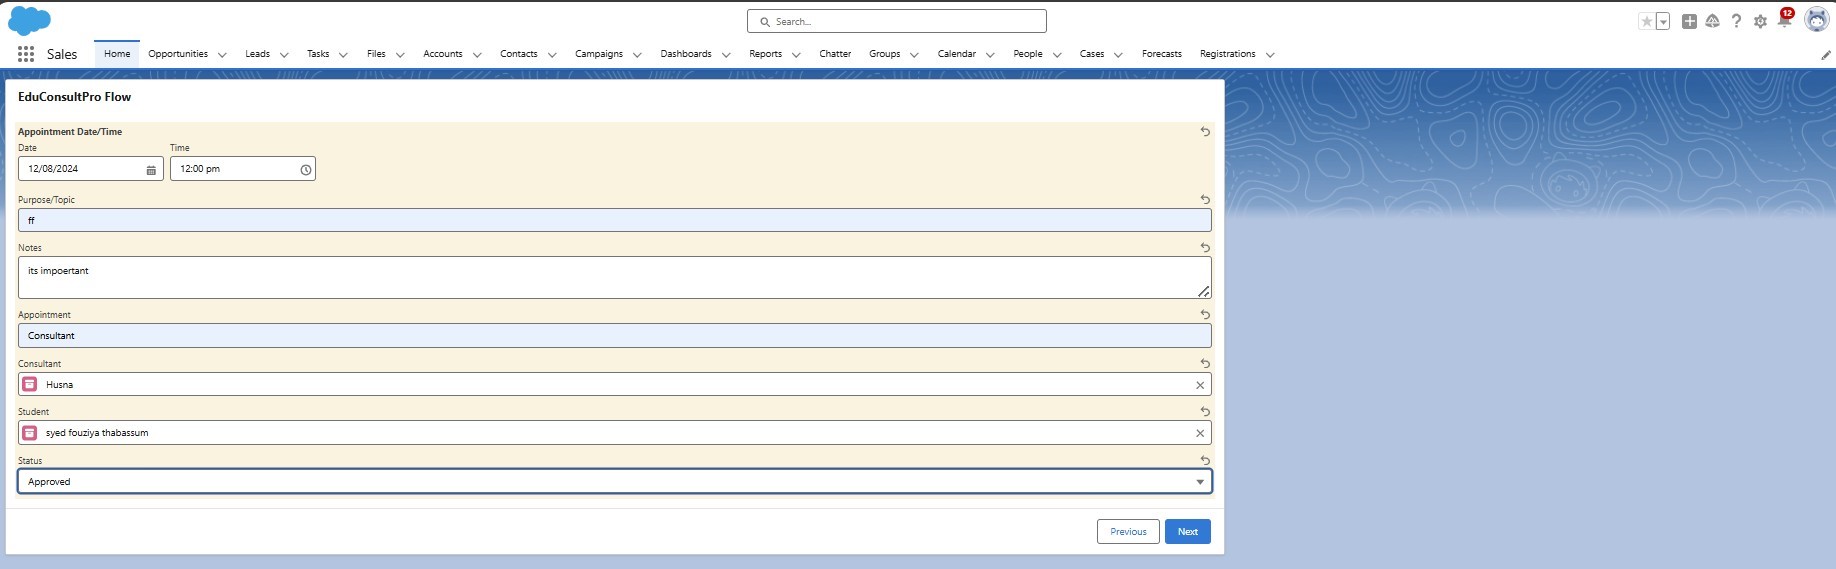 Search...
12
Sales
Home Opportunities Leads Tasks Files Accounts Contacts Campaigns Dashboards Reports Chatter Groups Calendar People Cases Forecasts Registrations
EduConsultPro Flow
Appointment Date/Time
Date Time
12/08/2024 12:00 pm
Purpose/Topic
ff
Notes
its impoertant
Appointment
Consultant
Consultant
Husna
Student
syed fouziya thabassum
Status
Approved
Previous Next